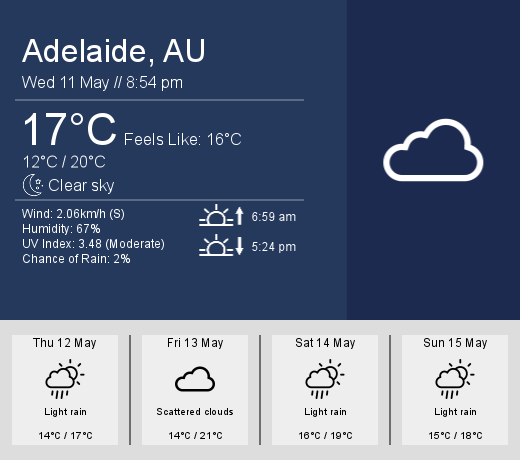 Adelaide, AU
Wed 11 May // 8:54 pm
17°C Feels Like: 16°C
12°C / 20°C
Clear sky
Wind: 2.06km/h (S)
Humidity: 67%
UV Index: 3.48 (Moderate)
Chance of Rain: 2%
6:59 am
5:24 pm
Thu 12 May
Light rain
14°C / 17°C
Fri 13 May
Scattered clouds
14°C / 21°C
Sat 14 May
Light rain
16°C / 19°C
Sun 15 May
Light rain
15°C / 18°C